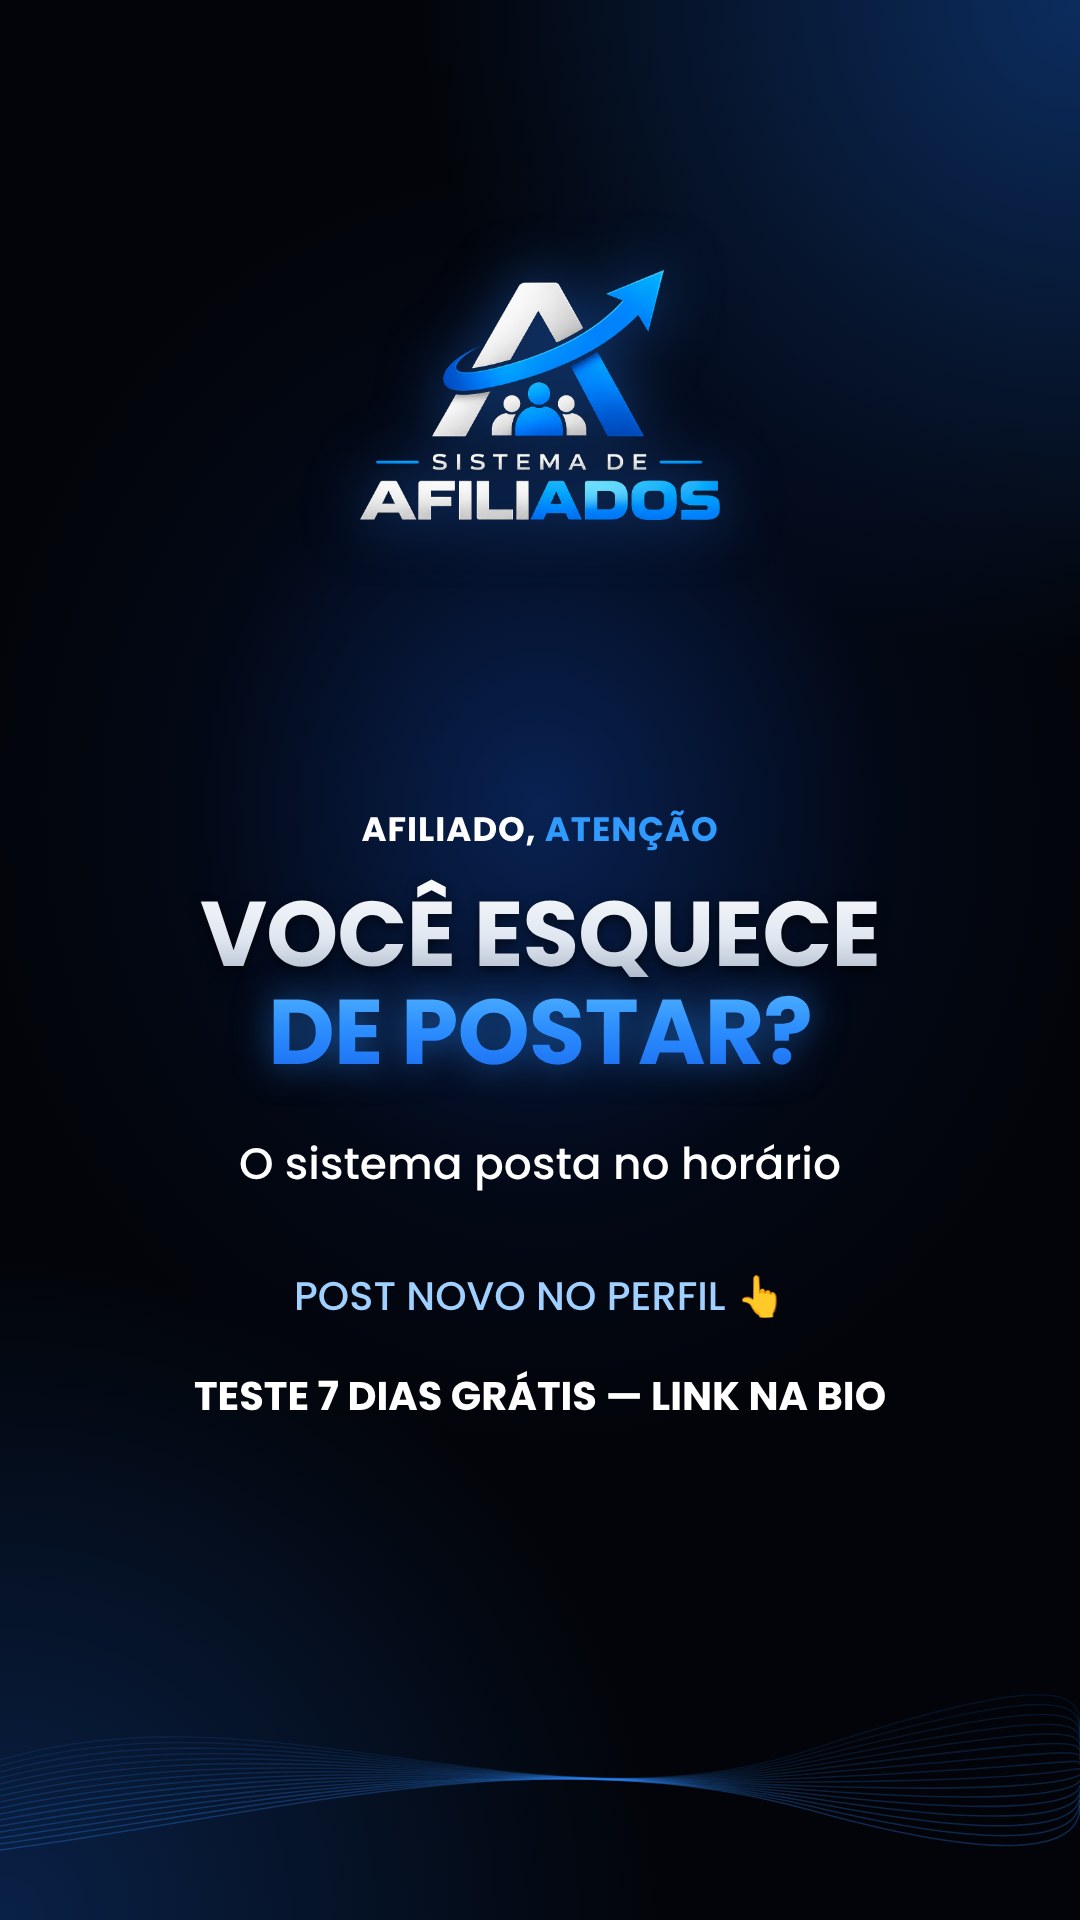 SISTEMA DE
AFILIADOS
AFILIADO, ATENÇÃO
VOCÊ ESQUECE
DE POSTAR?
O sistema posta no horário
POST NOVO NO PERFIL 👆
TESTE 7 DIAS GRÁTIS — LINK NA BIO